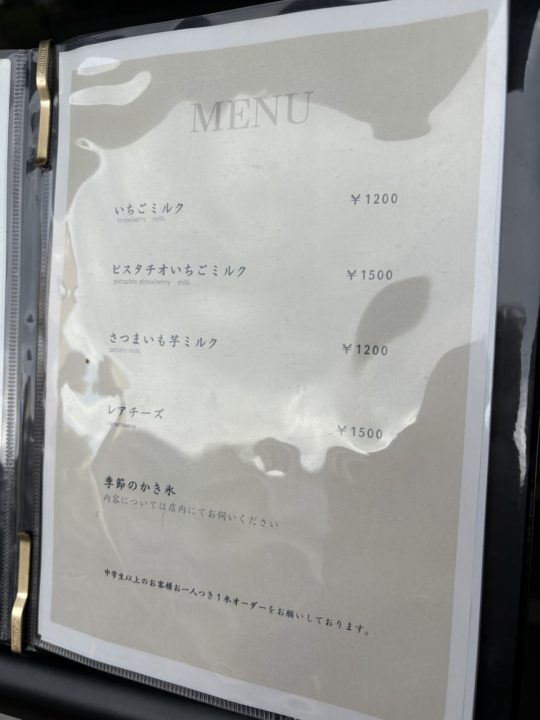 MENU
いちごミルク ￥1200
strawberry milk
ピスタチオいちごミルク ￥1500
pistachio strawberry milk
さつまいも芋ミルク ￥1200
potato milk
レアチーズ ￥1500
季節のかき氷
内容については店内にてお伺いください
中学生以上のお客様お一人つき1氷オーダーをお願いしております。